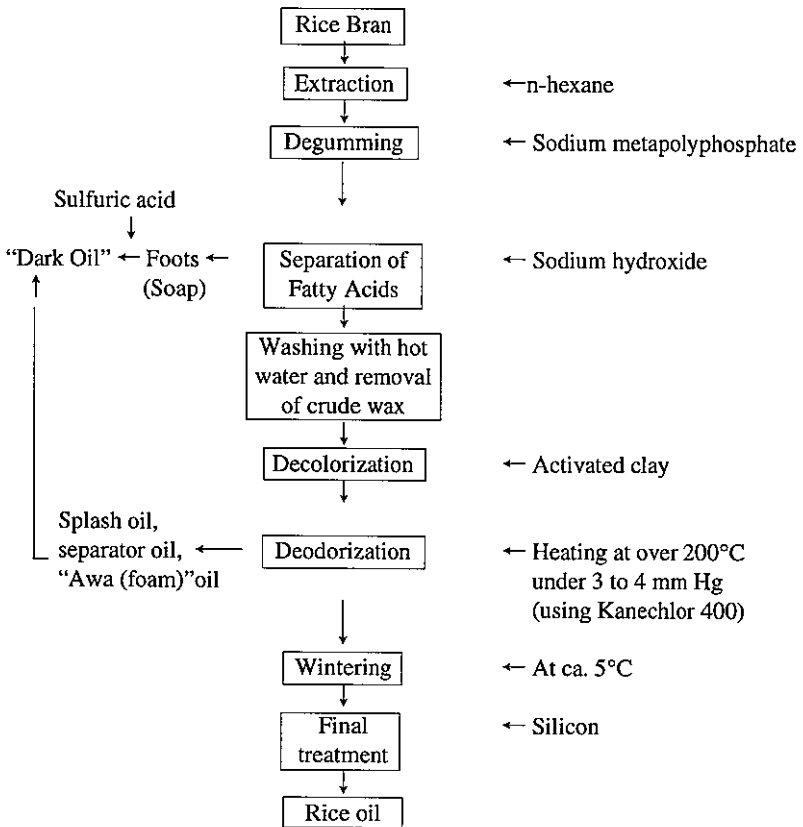 Rice Bran
Extraction
←n-hexane
Degumming
← Sodium metapolyphosphate
Sulfuric acid
"Dark Oil" ← Foots ←
(Soap)
Separation of
Fatty Acids
← Sodium hydroxide
Washing with hot
water and removal
of crude wax
Decolorization
← Activated clay
Splash oil,
separator oil,
"Awa (foam)"oil
Deodorization
← Heating at over 200°C
under 3 to 4 mm Hg
(using Kanechlor 400)
Wintering
← At ca. 5°C
Final
treatment
← Silicon
Rice oil